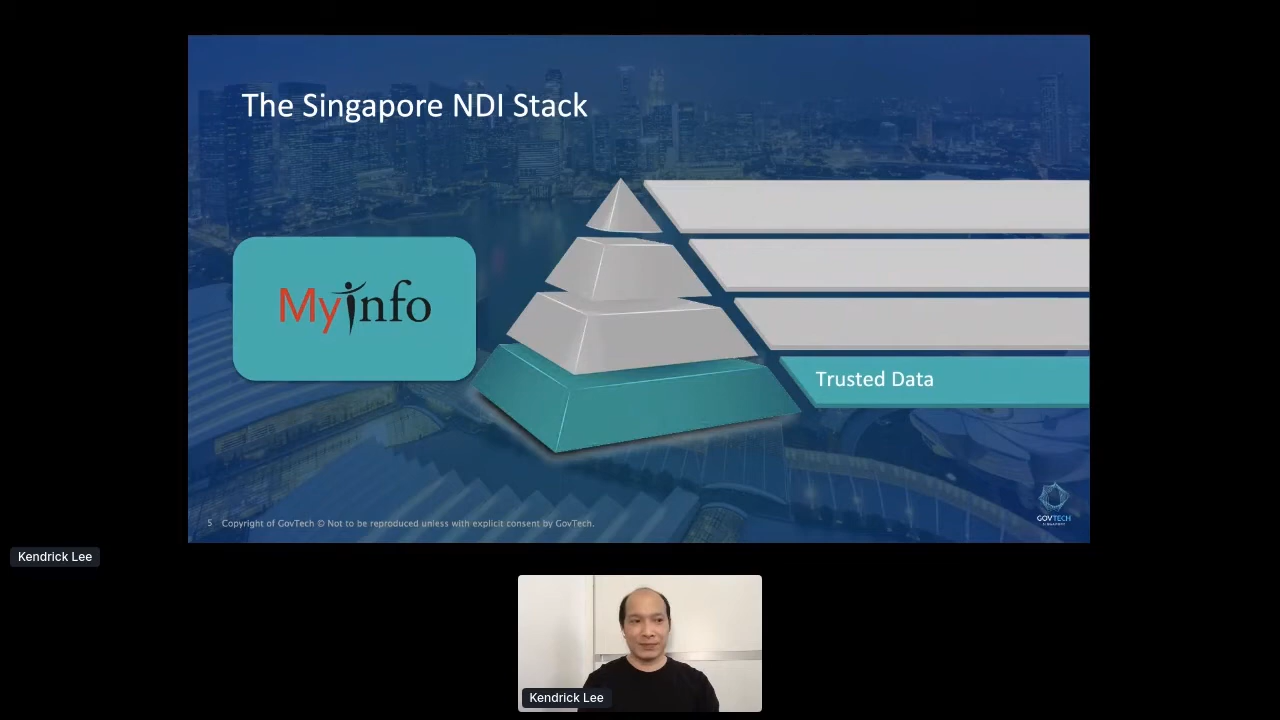 The Singapore NDI Stack
Myinfo
Trusted Data
5 Copyright of GovTech © Not to be reproduced unless with explicit consent by GovTech.
GOVTECH
SINGAPORE
Kendrick Lee
Kendrick Lee